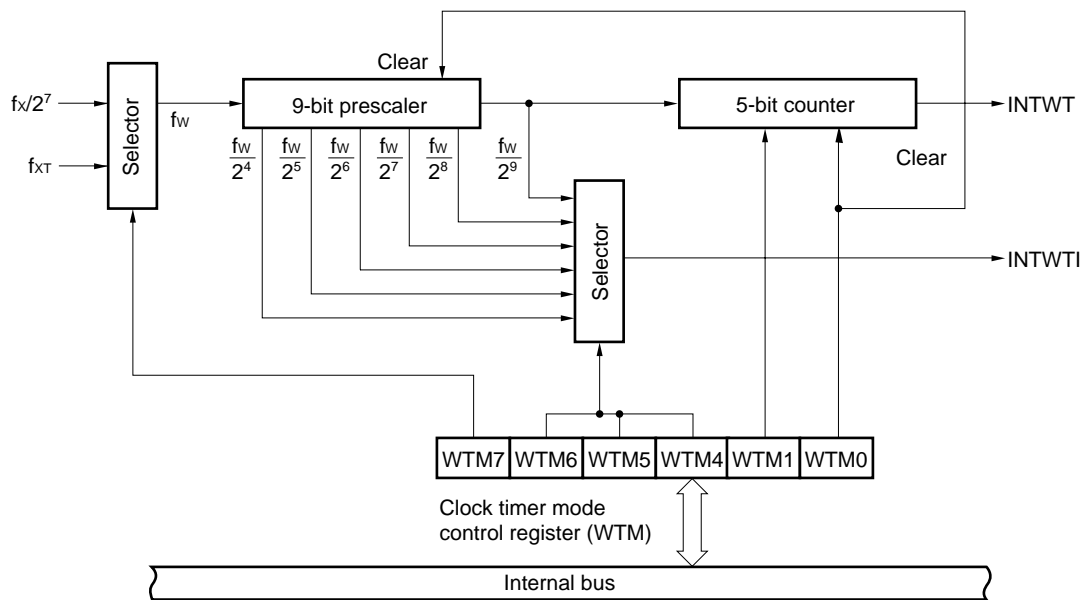 Clear
fX/2⁷
fXT
Selector
fW
9-bit prescaler
5-bit counter
INTWT
Clear
fW/2⁴
fW/2⁵
fW/2⁶
fW/2⁷
fW/2⁸
fW/2⁹
Selector
INTWTI
WTM7 WTM6 WTM5 WTM4 WTM1 WTM0
Clock timer mode
control register (WTM)
Internal bus